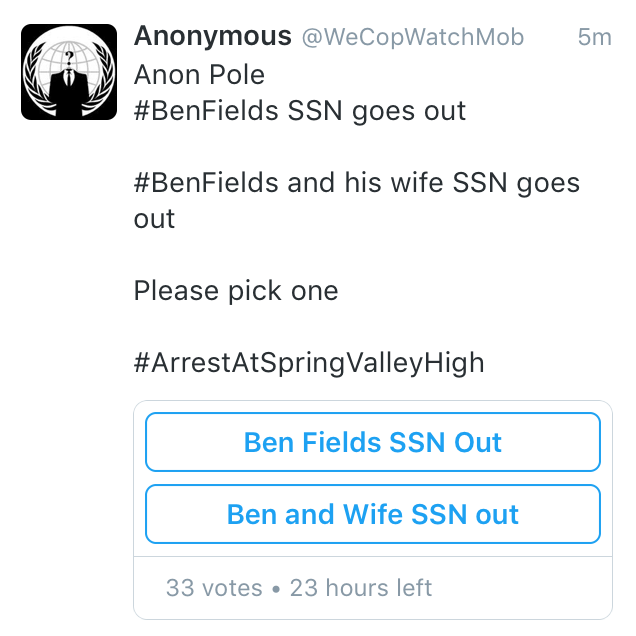 Anonymous @WeCopWatchMob 5m
Anon Pole
#BenFields SSN goes out
#BenFields and his wife SSN goes
out
Please pick one
#ArrestAtSpringValleyHigh
Ben Fields SSN Out
Ben and Wife SSN out
33 votes • 23 hours left